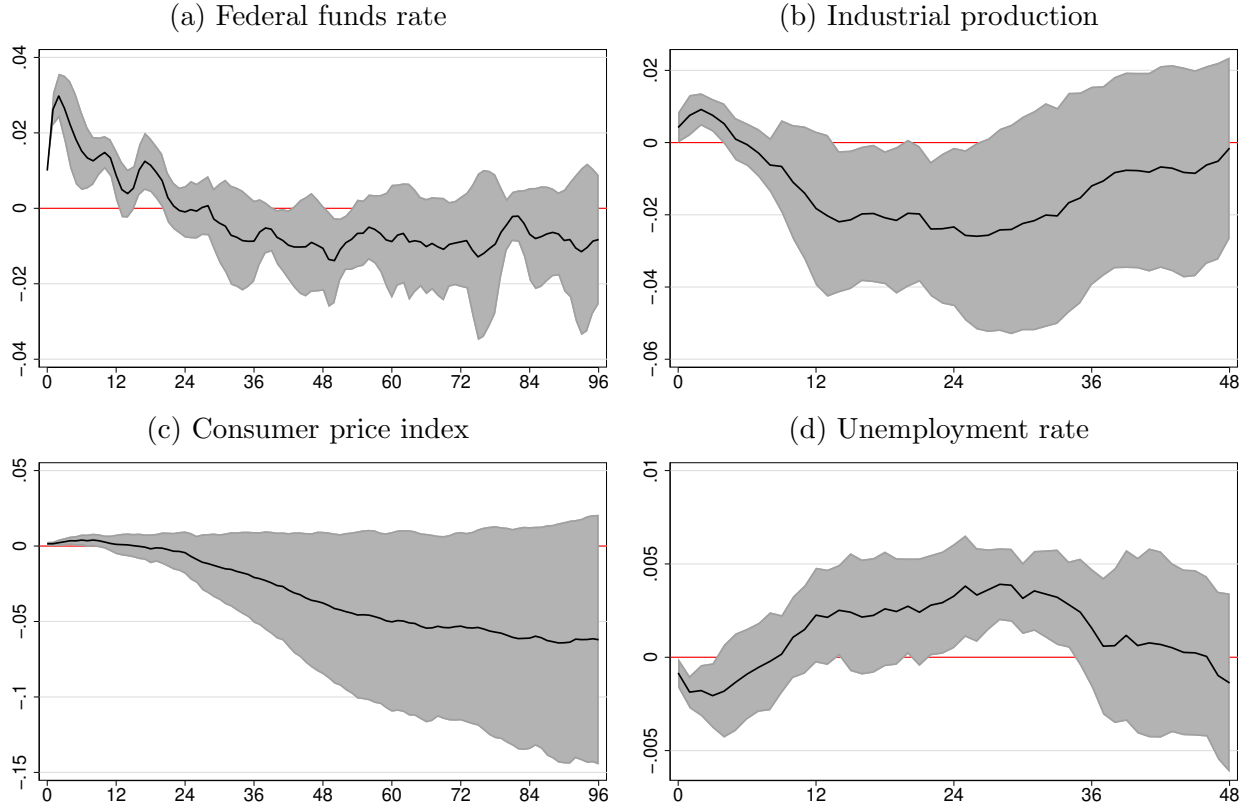 (a) Federal funds rate
(b) Industrial production
.04
.02
0
−.02
−.04
0 12 24 36 48 60 72 84 96
.02
0
−.02
−.04
−.06
0 12 24 36 48
(c) Consumer price index
(d) Unemployment rate
.05
0
−.05
−.1
−.15
0 12 24 36 48 60 72 84 96
.01
.005
0
−.005
0 12 24 36 48